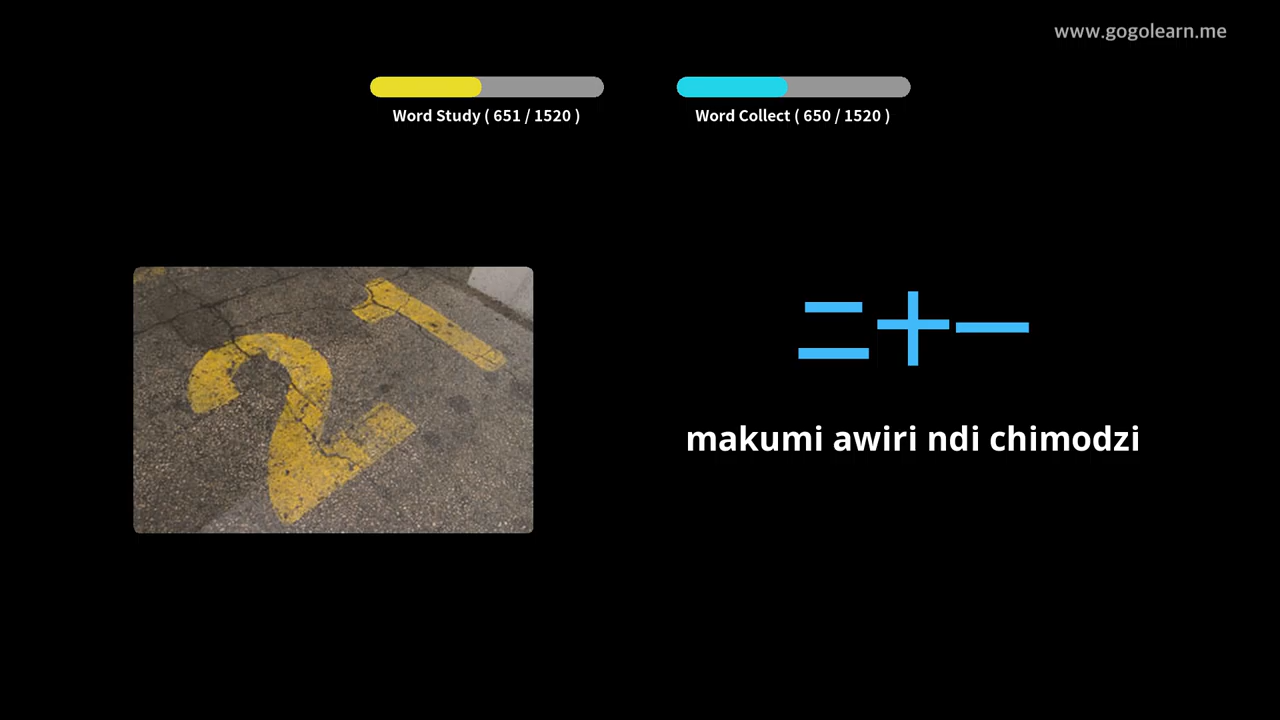 www.gogolearn.me
Word Study ( 651 / 1520 )
Word Collect ( 650 / 1520 )
21
二十一
makumi awiri ndi chimodzi